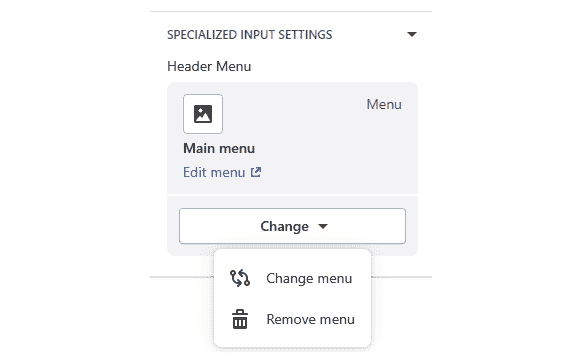 SPECIALIZED INPUT SETTINGS
Header Menu
Menu
Main menu
Edit menu
Change
Change menu
Remove menu